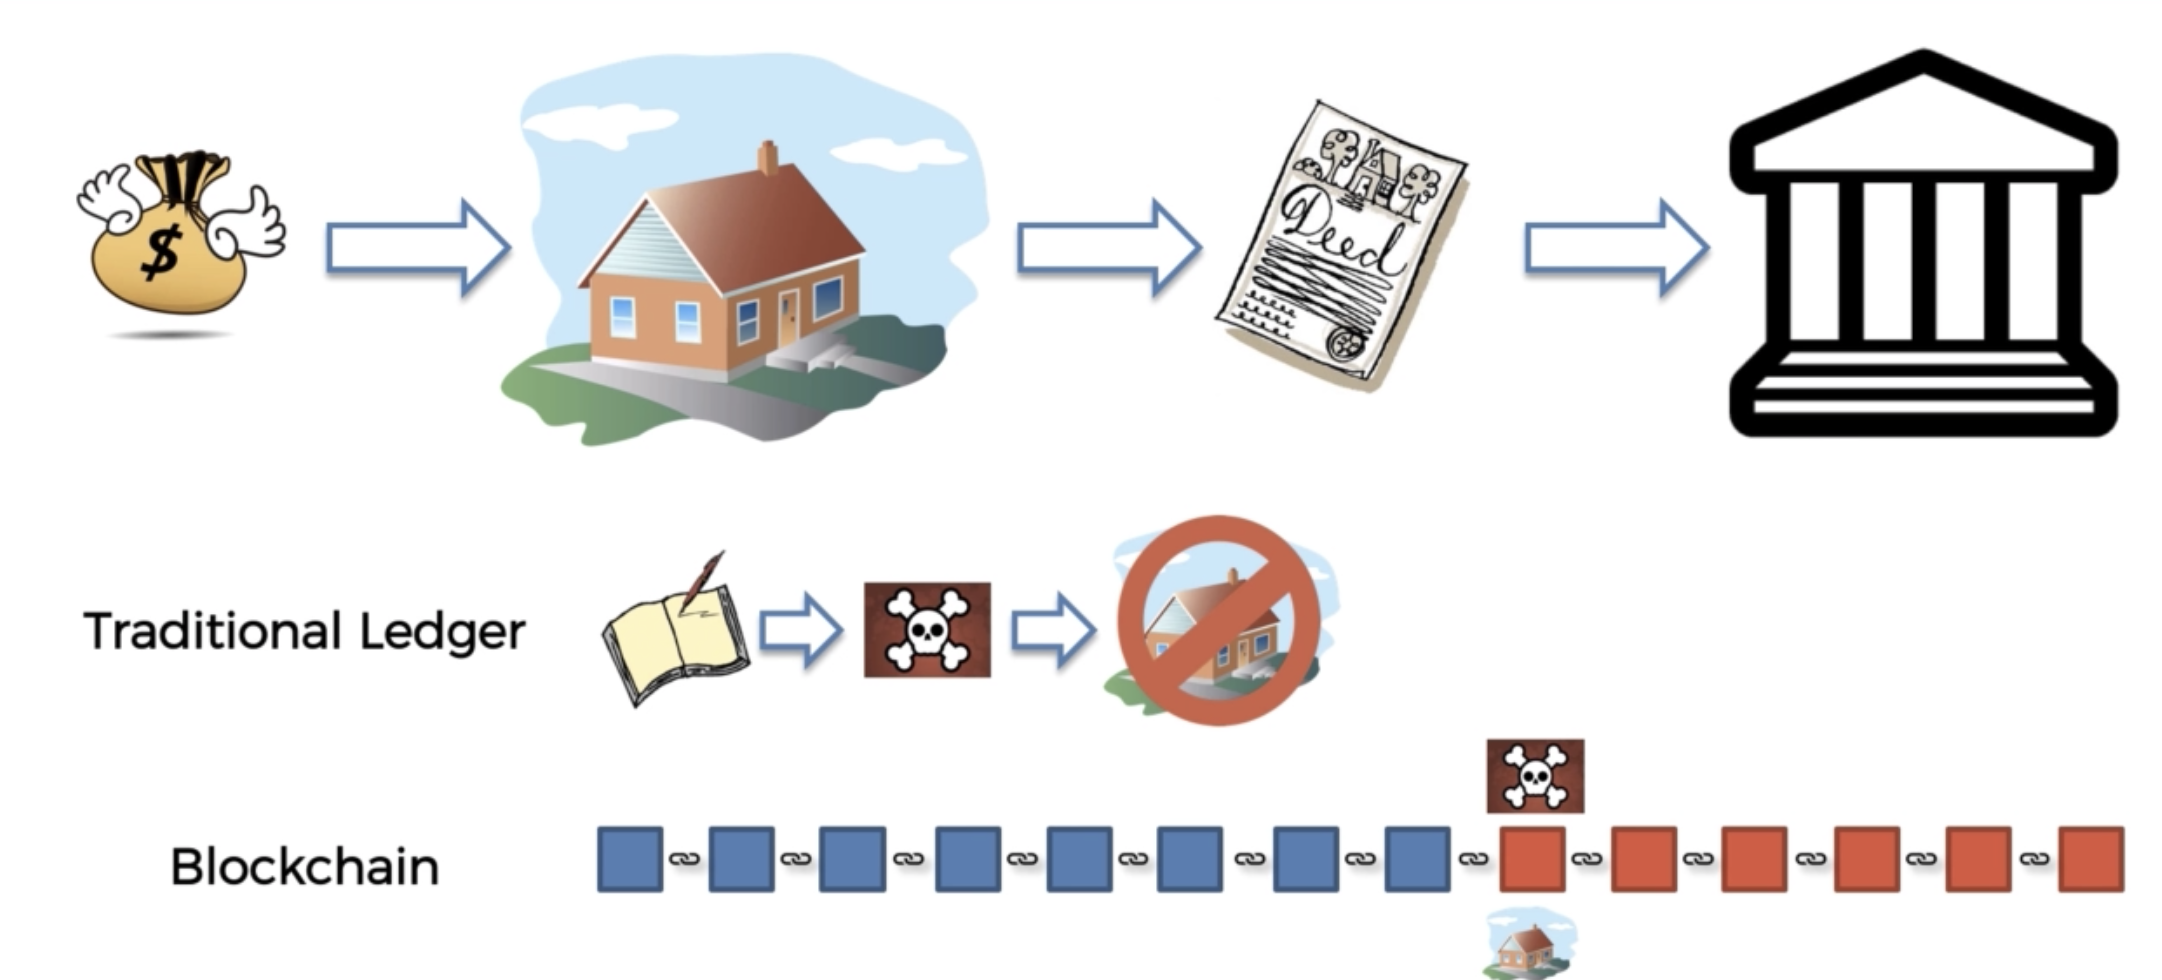 $
Deed
Traditional Ledger
Blockchain